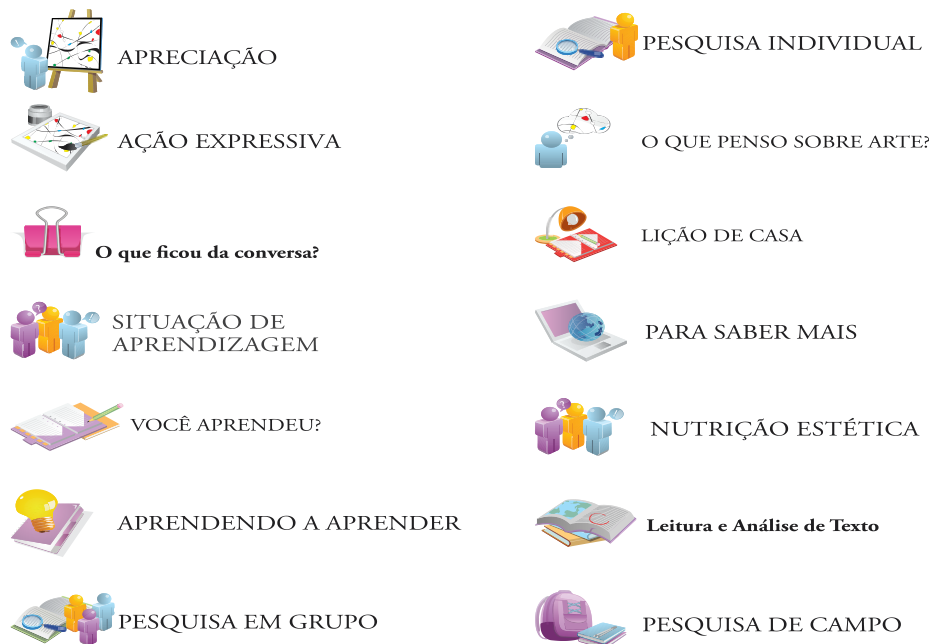 APRECIAÇÃO
AÇÃO EXPRESSIVA
O que ficou da conversa?
SITUAÇÃO DE
APRENDIZAGEM
VOCÊ APRENDEU?
APRENDENDO A APRENDER
PESQUISA EM GRUPO
PESQUISA INDIVIDUAL
O QUE PENSO SOBRE ARTE?
LIÇÃO DE CASA
PARA SABER MAIS
NUTRIÇÃO ESTÉTICA
Leitura e Análise de Texto
PESQUISA DE CAMPO